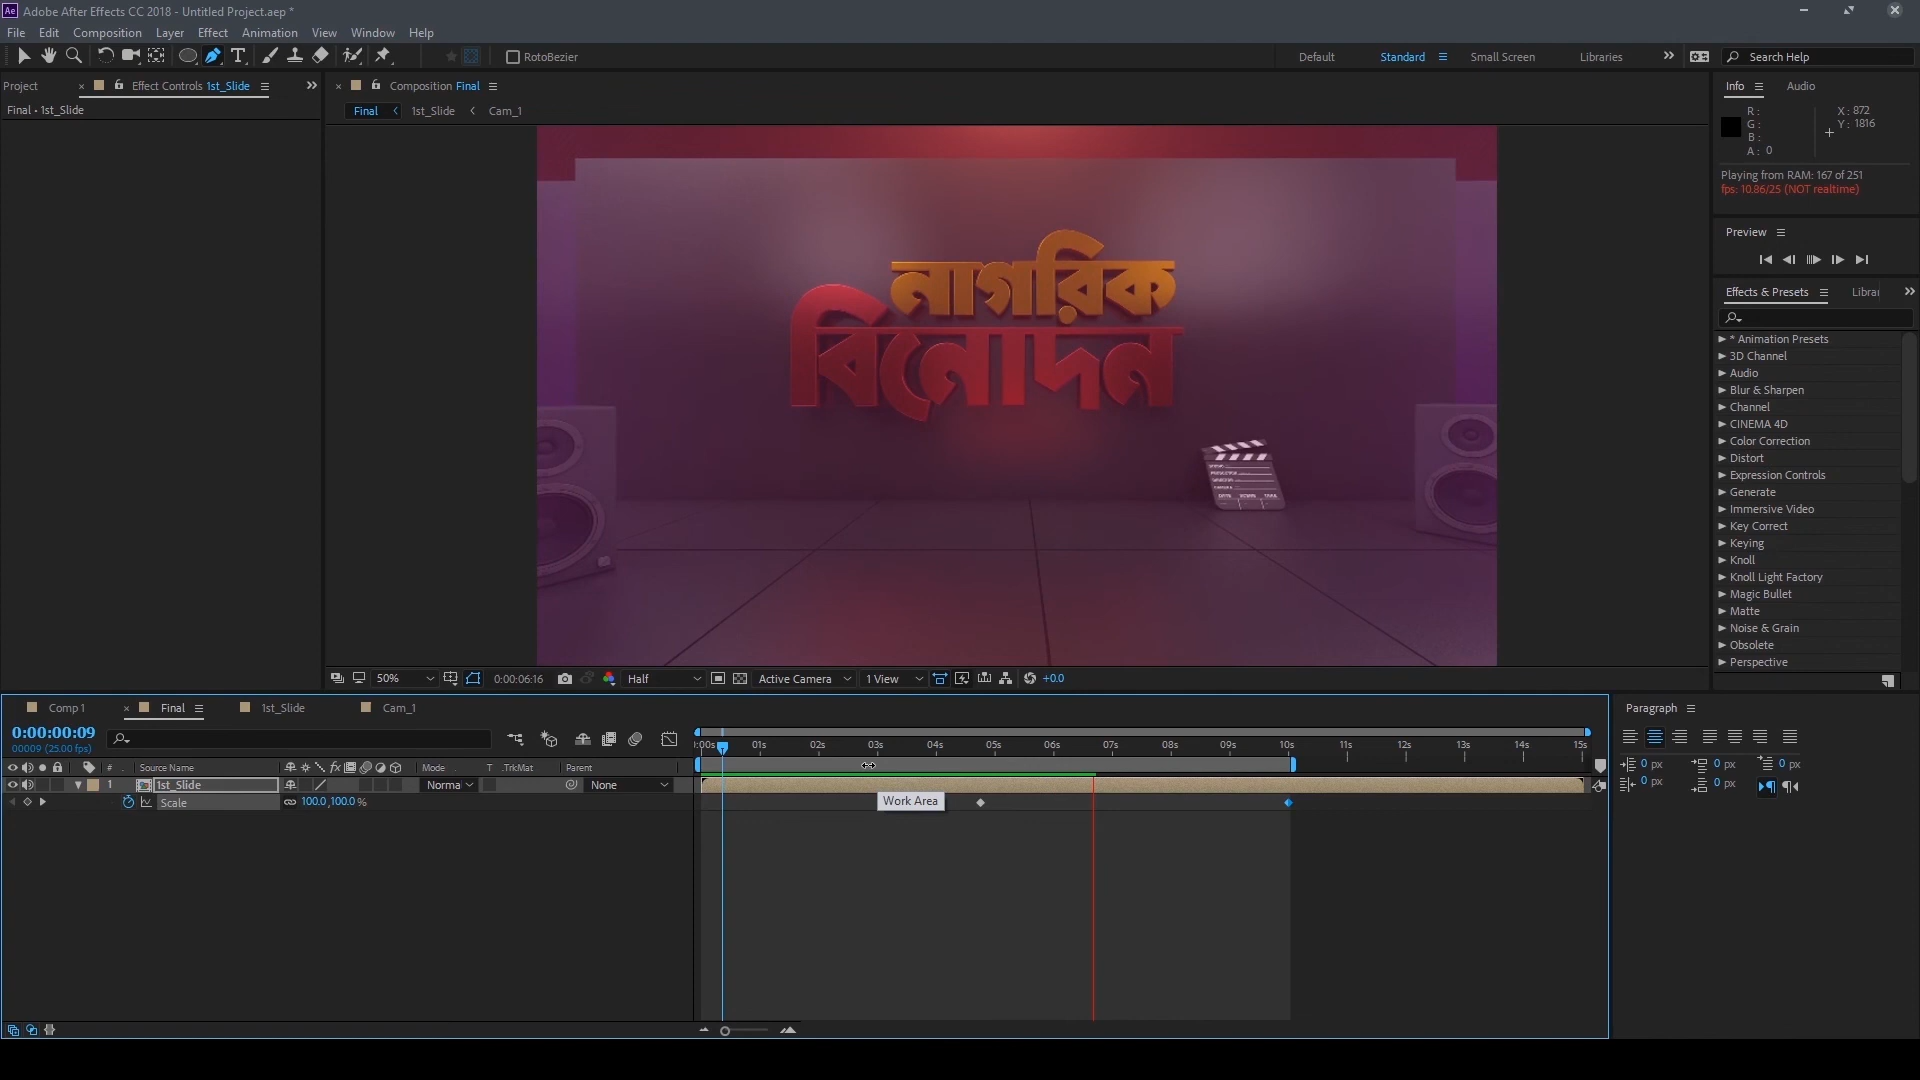 Ae Adobe After Effects CC 2018 - Untitled Project.aep *
File Edit Composition Layer Effect Animation View Window Help
RotoBezier Default Standard Small Screen Libraries Search Help
Project Effect Controls 1st_Slide
Final • 1st_Slide
Composition Final
Final 1st_Slide Cam_1
নাগরিক
বিনোদন
50% 0:00:06:16 Half Active Camera 1 View +0.0
Info Audio
R :
G :
B :
A : 0
X : 872
Y : 1816
Playing from RAM: 167 of 251
fps: 10.86/25 (NOT realtime)
Preview
Effects & Presets Librar
* Animation Presets
3D Channel
Audio
Blur & Sharpen
Channel
CINEMA 4D
Color Correction
Distort
Expression Controls
Generate
Immersive Video
Key Correct
Keying
Knoll
Knoll Light Factory
Magic Bullet
Matte
Noise & Grain
Obsolete
Perspective
Comp 1 Final 1st_Slide Cam_1
0:00:00:09
00009 (25.00 fps)
# Source Name fx Mode T .TrkMat Parent
1 1st_Slide Norma None
Scale 100.0,100.0 %
:00s 01s 02s 03s 04s 05s 06s 07s 08s 09s 10s 11s 12s 13s 14s 15s
Work Area
Paragraph
0 px 0 px 0 px
0 px 0 px